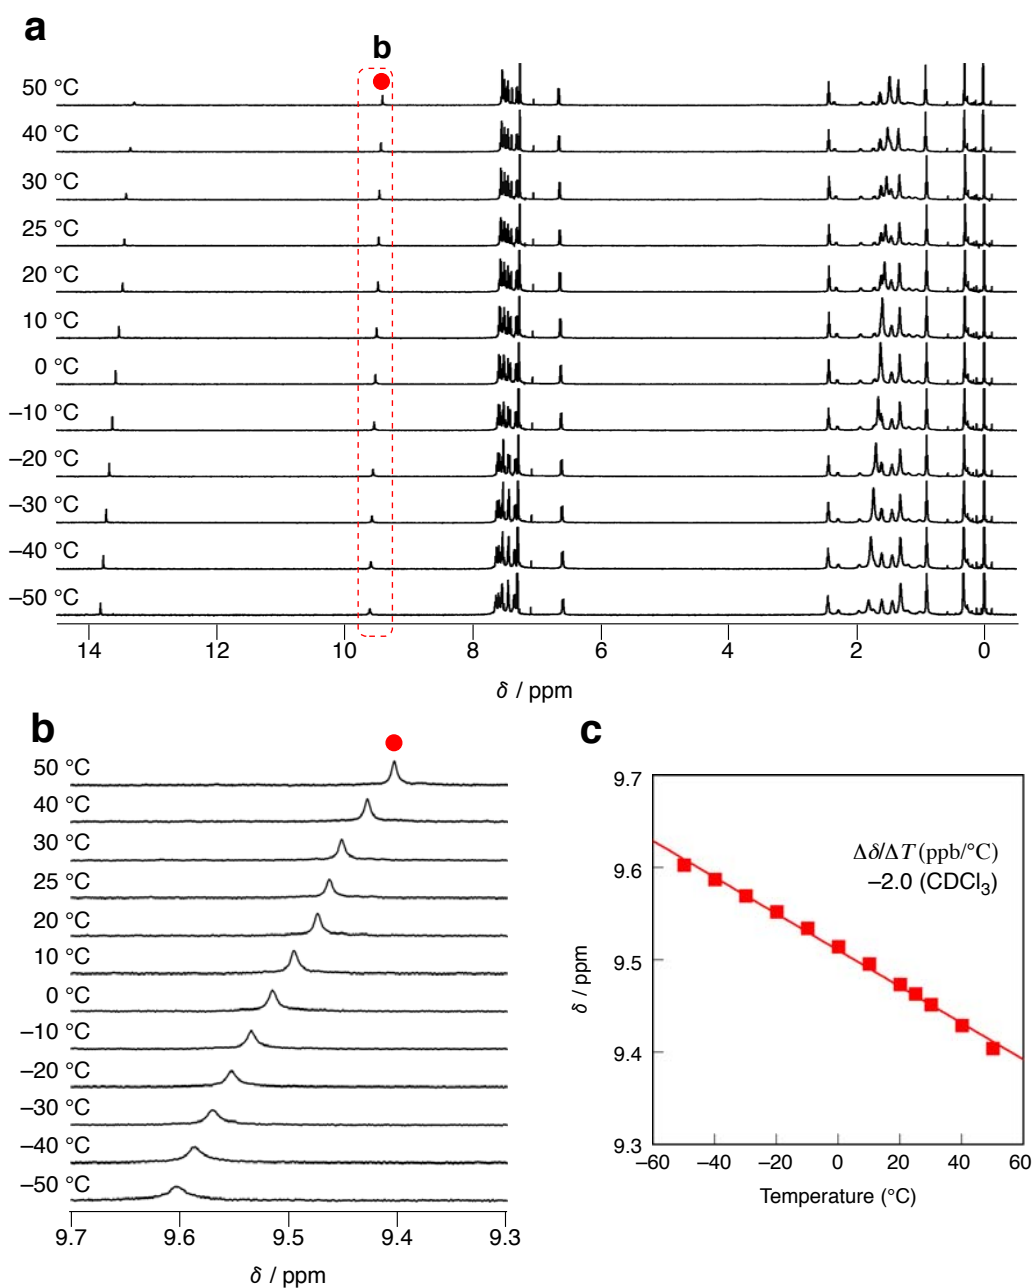 a
b
50 °C
40 °C
30 °C
25 °C
20 °C
10 °C
0 °C
–10 °C
–20 °C
–30 °C
–40 °C
–50 °C
14 12 10 8 6 4 2 0
δ / ppm
b
50 °C
40 °C
30 °C
25 °C
20 °C
10 °C
0 °C
–10 °C
–20 °C
–30 °C
–40 °C
–50 °C
9.7 9.6 9.5 9.4 9.3
δ / ppm
c
9.7
9.6
9.5
9.4
9.3
δ / ppm
Δδ/ΔT (ppb/°C)
–2.0 (CDCl₃)
–60 –40 –20 0 20 40 60
Temperature (°C)